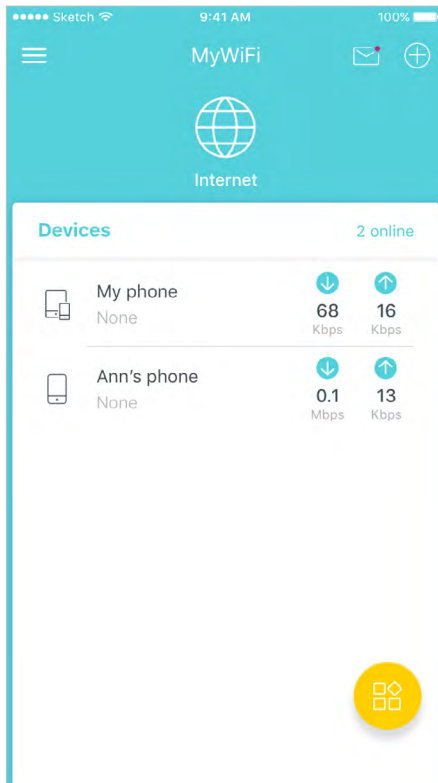 Sketch 9:41 AM 100%
MyWiFi
Internet
Devices 2 online
My phone
None
68 16
Kbps Kbps
Ann's phone
None
0.1 13
Mbps Kbps